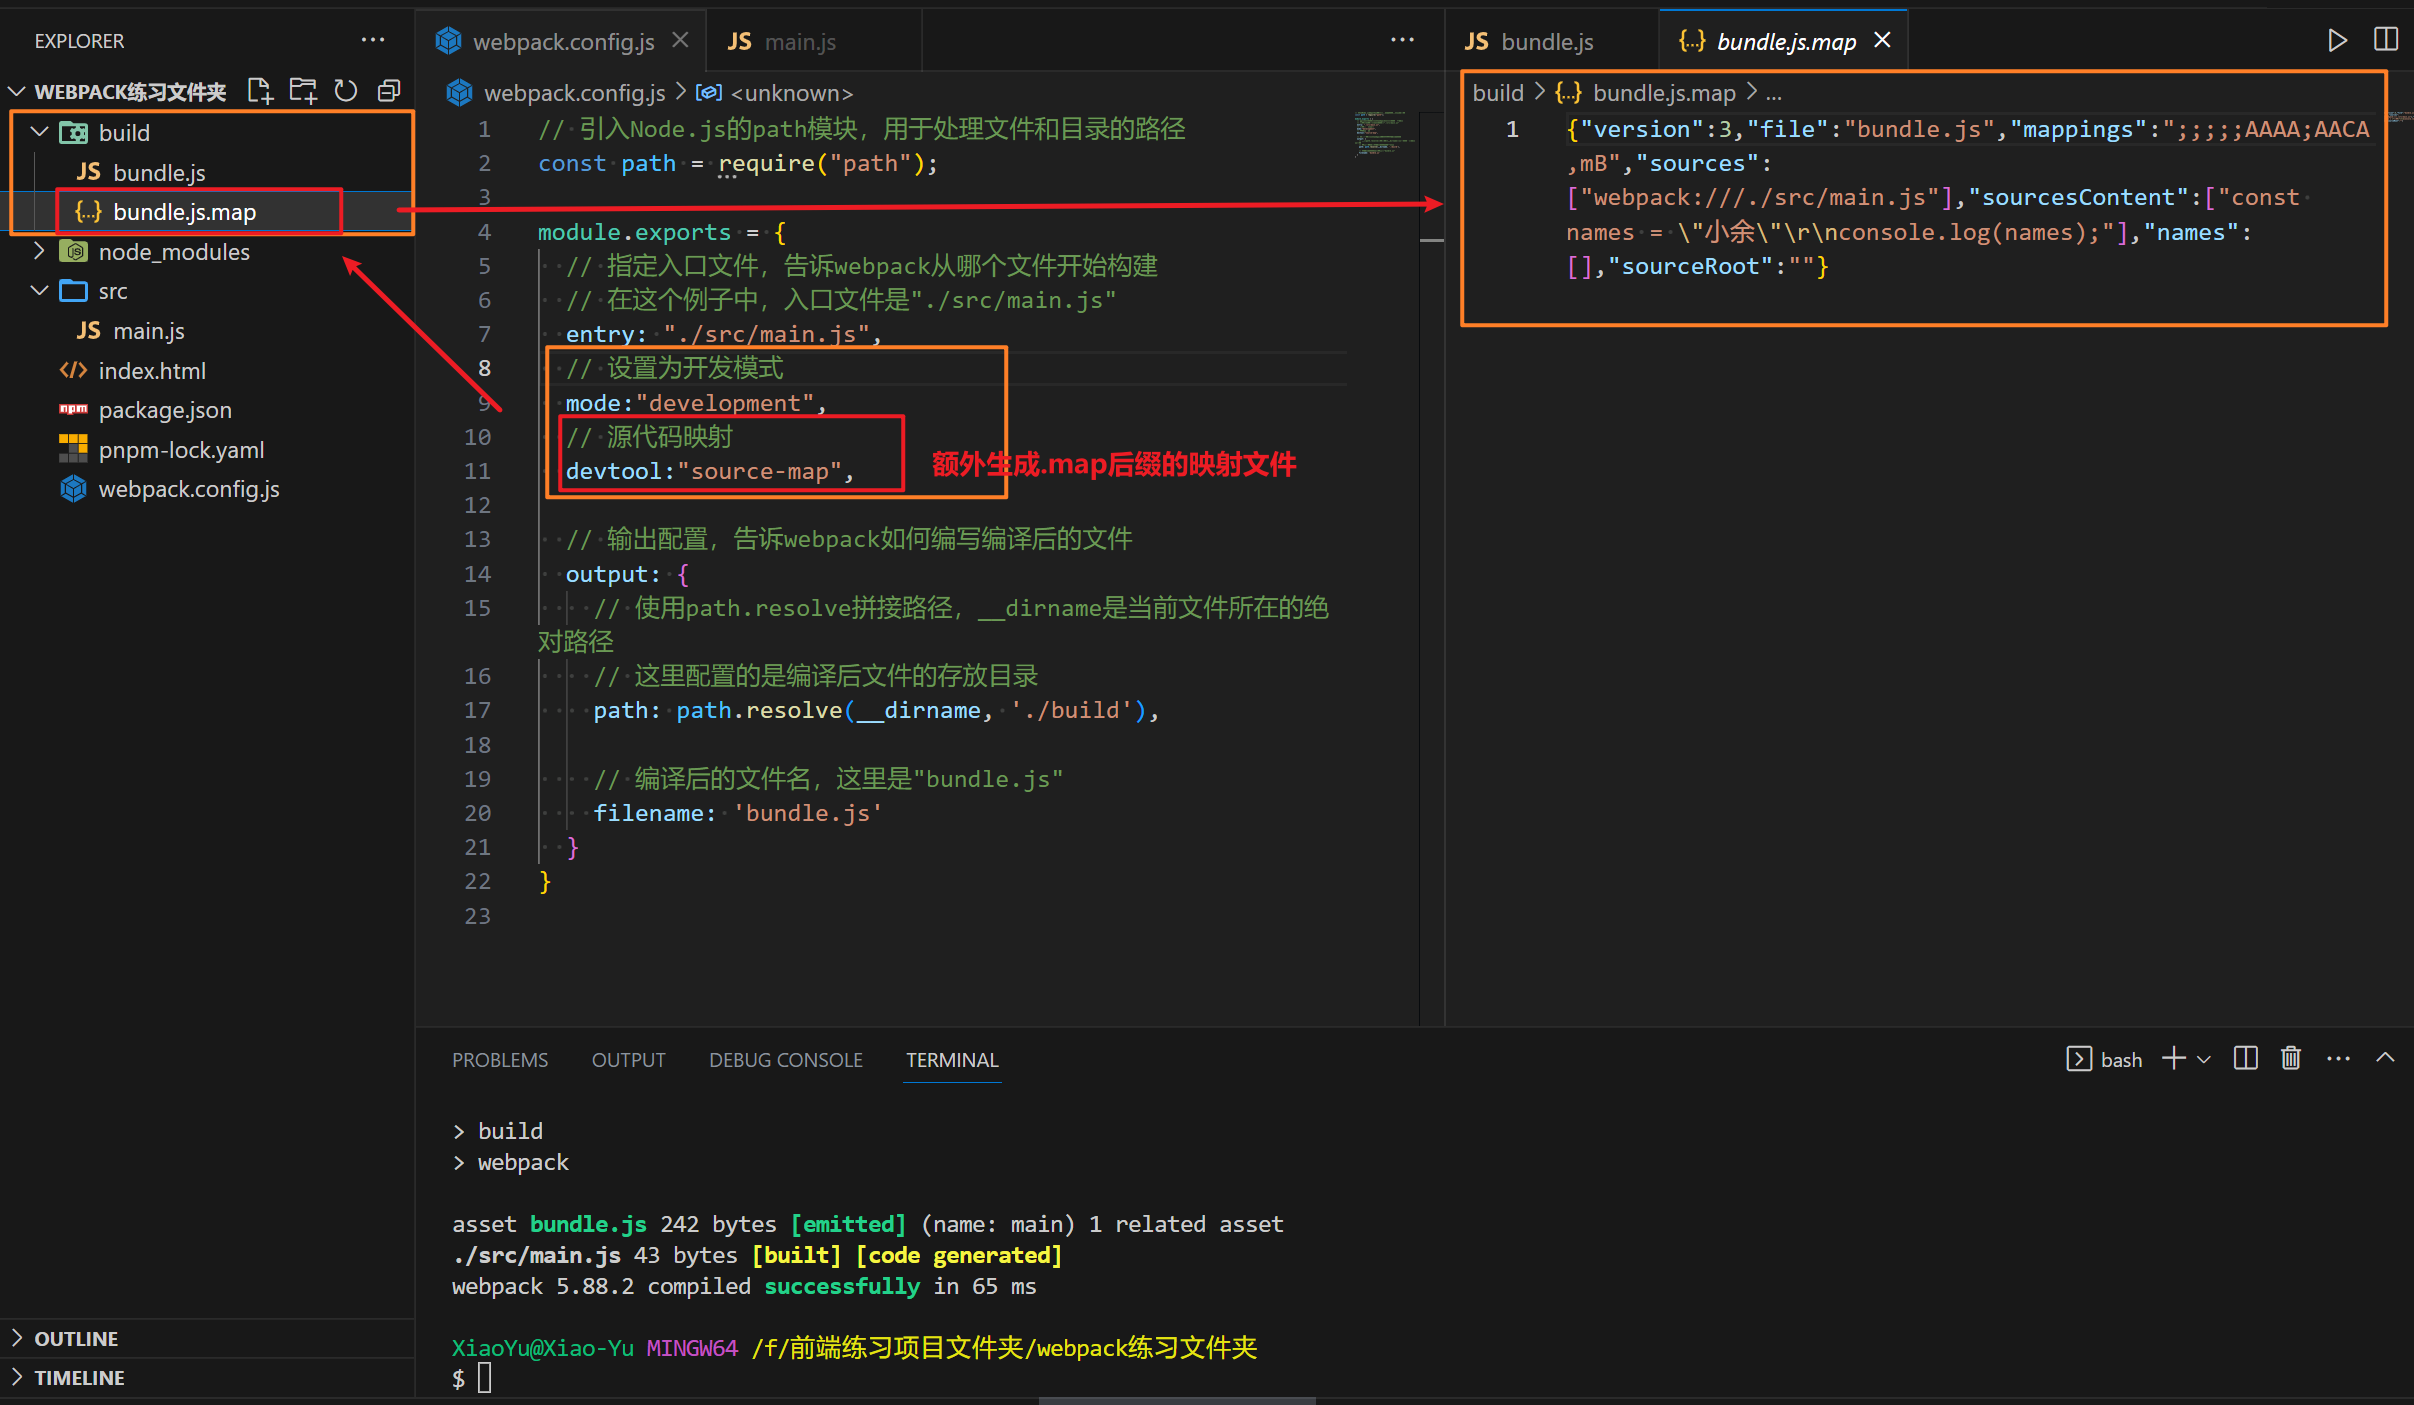 EXPLORER
WEBPACK练习文件夹
build
JS bundle.js
{..} bundle.js.map
node_modules
src
JS main.js
index.html
npm package.json
pnpm-lock.yaml
webpack.config.js
OUTLINE
TIMELINE
webpack.config.js
JS main.js
webpack.config.js > <unknown>
1 // 引入Node.js的path模块，用于处理文件和目录的路径
2 const path = require("path");
3
4 module.exports = {
5 // 指定入口文件，告诉webpack从哪个文件开始构建
6 // 在这个例子中，入口文件是"./src/main.js"
7 entry: "./src/main.js",
8 // 设置为开发模式
9 mode:"development",
10 // 源代码映射
11 devtool:"source-map",
额外生成.map后缀的映射文件
12
13 // 输出配置，告诉webpack如何编写编译后的文件
14 output: {
15 // 使用path.resolve拼接路径，__dirname是当前文件所在的绝
对路径
16 // 这里配置的是编译后文件的存放目录
17 path: path.resolve(__dirname, './build'),
18
19 // 编译后的文件名，这里是"bundle.js"
20 filename: 'bundle.js'
21 }
22 }
23
JS bundle.js
{..} bundle.js.map
build > {..} bundle.js.map > ...
1 {"version":3,"file":"bundle.js","mappings":";;;;;AAAA;AACA
,mB","sources":
["webpack:///./src/main.js"],"sourcesContent":["const
names = \"小余\"\r\nconsole.log(names);"],"names":
[],"sourceRoot":""}
PROBLEMS OUTPUT DEBUG CONSOLE TERMINAL
bash
> build
> webpack
asset bundle.js 242 bytes [emitted] (name: main) 1 related asset
./src/main.js 43 bytes [built] [code generated]
webpack 5.88.2 compiled successfully in 65 ms
XiaoYu@Xiao-Yu MINGW64 /f/前端练习项目文件夹/webpack练习文件夹
$